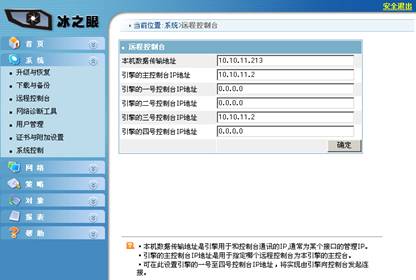 安全退出
冰之眼
当前位置:系统>远程控制台
首页
系统
升级与恢复
下载与备份
远程控制台
网络诊断工具
用户管理
证书与附加设置
系统控制
网络
策略
对象
报表
帮助
远程控制台
本机数据传输地址 10.10.11.213
引擎的主控制台IP地址 10.10.11.2
引擎的一号控制台IP地址 0.0.0.0
引擎的二号控制台IP地址 0.0.0.0
引擎的三号控制台IP地址 10.10.11.2
引擎的四号控制台IP地址 0.0.0.0
确定
・本机数据传输地址是引擎用于和控制台通讯的IP,通常为某个接口的管理IP。
・引擎的主控制台IP地址是用于指定哪个远程控制台为本引擎的主控台。
・可在此设置引擎的一号至四号控制台IP地址，将实现由引擎向控制台发起连接。